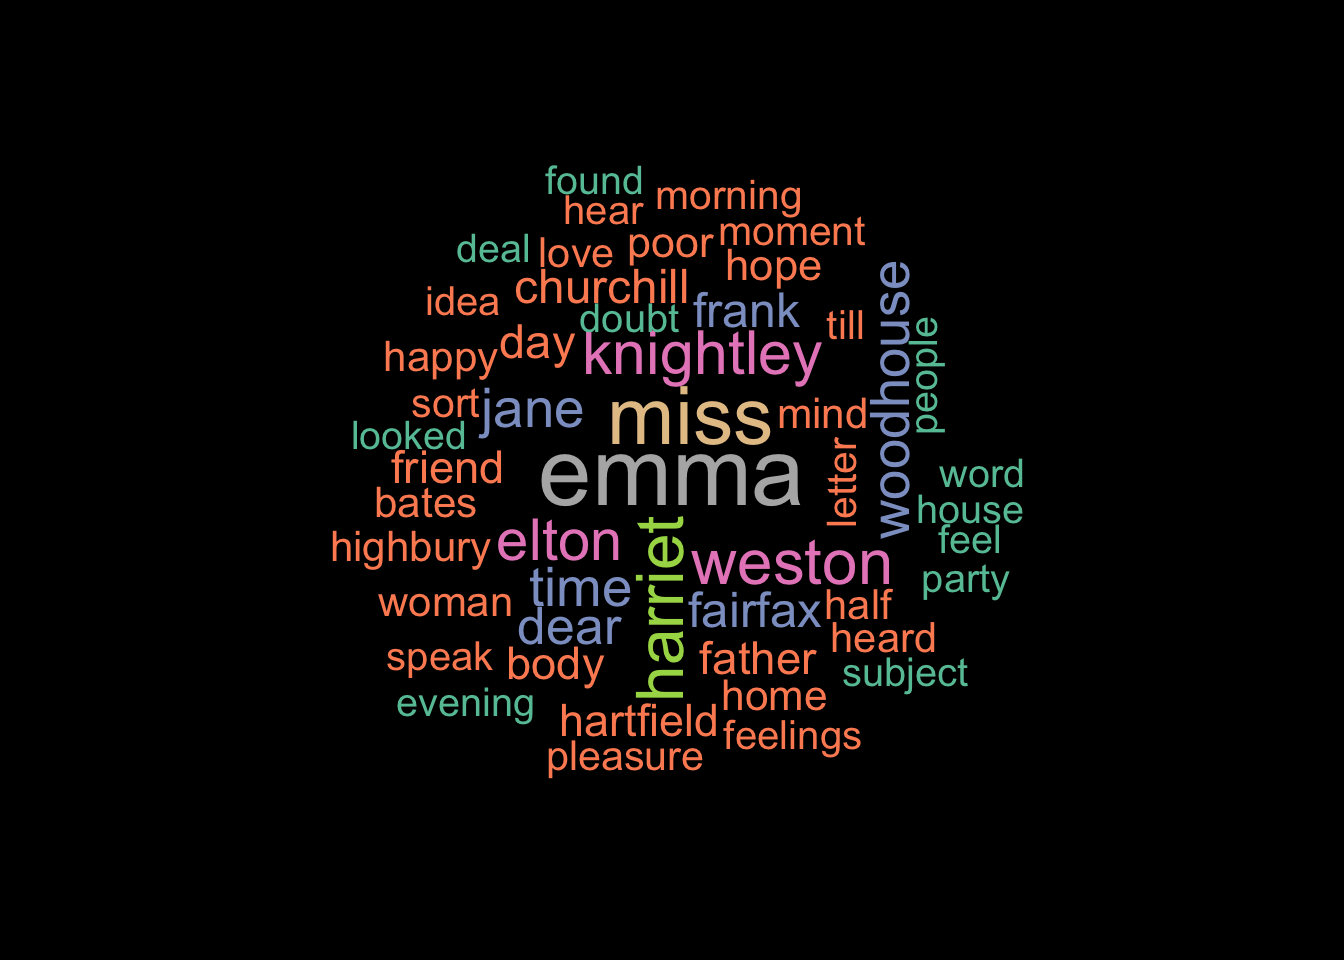 found
morning
hear
moment
deal
love
poor
hope
churchill
idea
doubt
frank
till
woodhouse
people
happy
day
knightley
sort
jane
miss
mind
looked
friend
emma
letter
word
bates
house
highbury
elton
harriet
weston
feel
party
woman
time
fairfax
half
dear
heard
speak
body
father
subject
evening
home
hartfield
feelings
pleasure